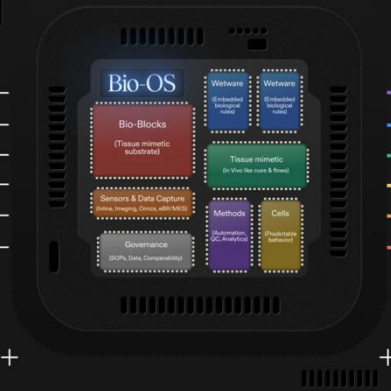 Bio-OS
Wetware
(Embedded
biological
rules)
Wetware
(Embedded
biological
rules)
Bio-Blocks
(Tissue mimetic
substrate)
Tissue mimetic
(In Vivo like cues & flows)
Sensors & Data Capture
(Inline, Imaging, Omics, eBR/MES)
Methods
(Automation,
QC, Analytics)
Cells
(Predictable
behavior)
Governance
(SOPs, Data, Comparability)